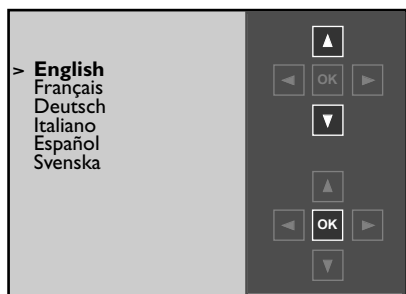 > English
Français
Deutsch
Italiano
Español
Svenska
OK
OK